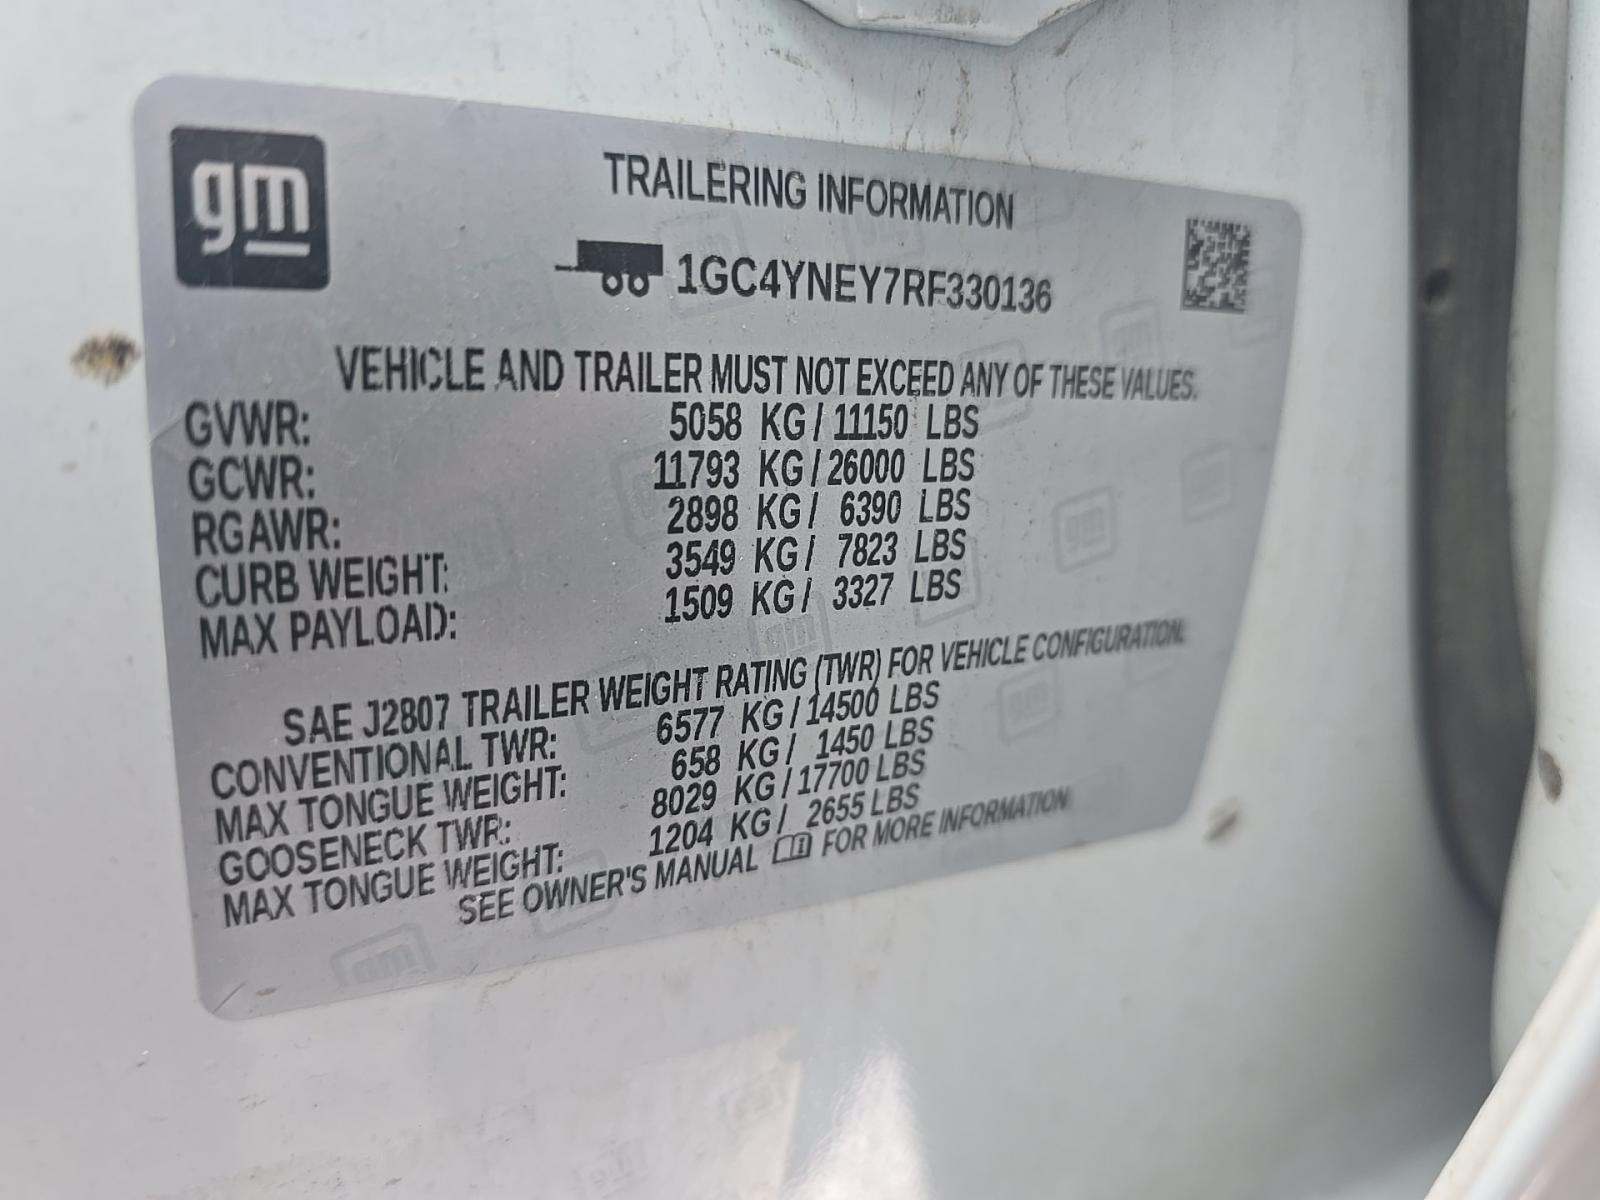 gm
TRAILERING INFORMATION
1GC4YNEY7RF330136
VEHICLE AND TRAILER MUST NOT EXCEED ANY OF THESE VALUES.
GVWR: 5058 KG / 11150 LBS
GCWR: 11793 KG / 26000 LBS
RGAWR: 2898 KG / 6390 LBS
CURB WEIGHT: 3549 KG / 7823 LBS
MAX PAYLOAD: 1509 KG / 3327 LBS
SAE J2807 TRAILER WEIGHT RATING (TWR) FOR VEHICLE CONFIGURATION:
CONVENTIONAL TWR: 6577 KG / 14500 LBS
MAX TONGUE WEIGHT: 658 KG / 1450 LBS
GOOSENECK TWR: 8029 KG / 17700 LBS
MAX TONGUE WEIGHT: 1204 KG / 2655 LBS
SEE OWNER'S MANUAL FOR MORE INFORMATION